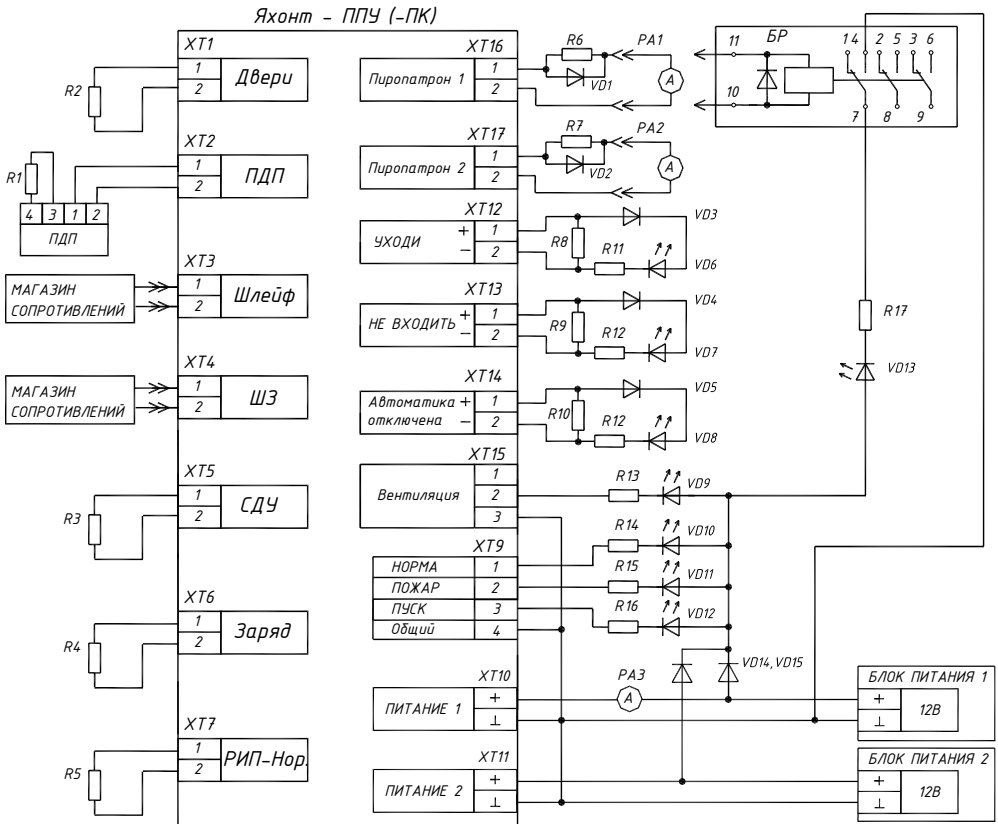 Яхонт - ППУ (-ПК)
XT1
1
2
Двери
R2
XT2
1
2
ПДП
R1
4 3 1 2
ПДП
XT3
1
2
Шлейф
МАГАЗИН
СОПРОТИВЛЕНИЙ
XT4
1
2
ШЗ
МАГАЗИН
СОПРОТИВЛЕНИЙ
XT5
1
2
СДУ
R3
XT6
1
2
Заряд
R4
XT7
1
2
РИП-Нор.
R5
XT16
Пиропатрон 1
1
2
R6
VD1
PA1
A
XT17
Пиропатрон 2
1
2
R7
VD2
PA2
A
XT12
УХОДИ
+ 1
- 2
R8
R11
VD3
VD6
XT13
НЕ ВХОДИТЬ
+ 1
- 2
R9
R12
VD4
VD7
XT14
Автоматика + 1
отключена - 2
R10
R12
VD5
VD8
XT15
Вентиляция
1
2
3
R13
VD9
XT9
НОРМА 1
ПОЖАР 2
ПУСК 3
Общий 4
R14
VD10
R15
VD11
R16
VD12
VD14, VD15
XT10
ПИТАНИЕ 1
+
⊥
PA3
A
XT11
ПИТАНИЕ 2
+
⊥
БР
11
10
1 4 2 5 3 6
7 8 9
R17
VD13
БЛОК ПИТАНИЯ 1
+
⊥
12В
БЛОК ПИТАНИЯ 2
+
⊥
12В